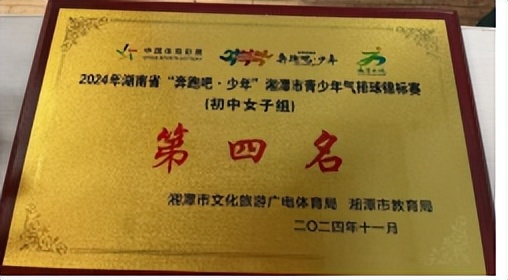 中国体育彩票
奔跑吧·少年
2024年湖南省“奔跑吧·少年”湘潭市青少年气排球锦标赛
(初中女子组)
第四名
湘潭市文化旅游广电体育局 湘潭市教育局
二〇二四年十一月